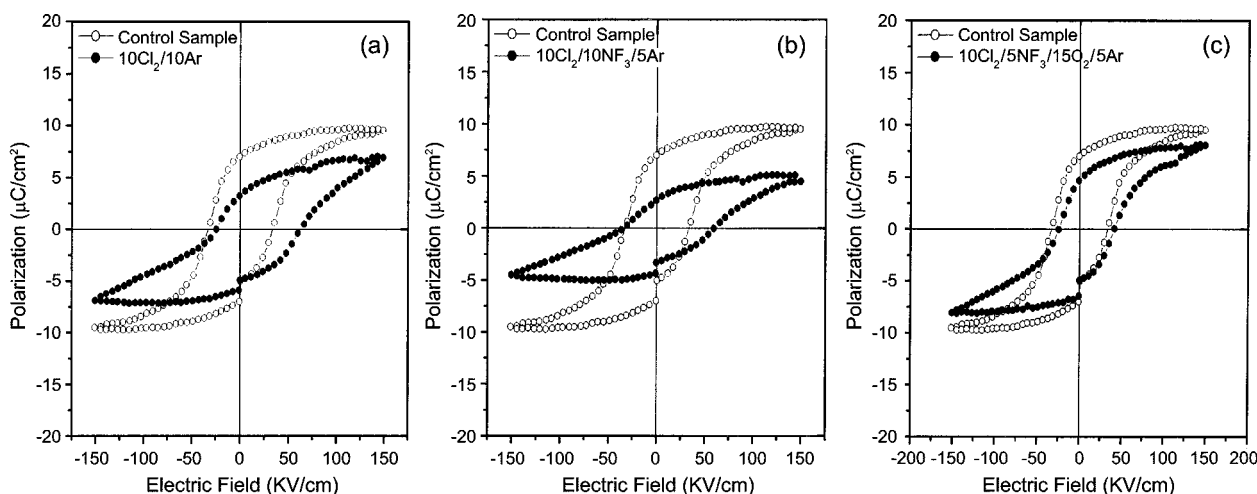 Control Sample
10Cl₂/10Ar
(a)
20
15
10
5
0
-5
-10
-15
-20
Polarization (μC/cm²)
-150 -100 -50 0 50 100 150
Electric Field (KV/cm)
Control Sample
10Cl₂/10NF₃/5Ar
(b)
20
15
10
5
0
-5
-10
-15
-20
Polarization (μC/cm²)
-150 -100 -50 0 50 100 150
Electric Field (KV/cm)
Control Sample
10Cl₂/5NF₃/15O₂/5Ar
(c)
20
15
10
5
0
-5
-10
-15
-20
Polarization (μC/cm²)
-200 -150 -100 -50 0 50 100 150 200
Electric Field (KV/cm)